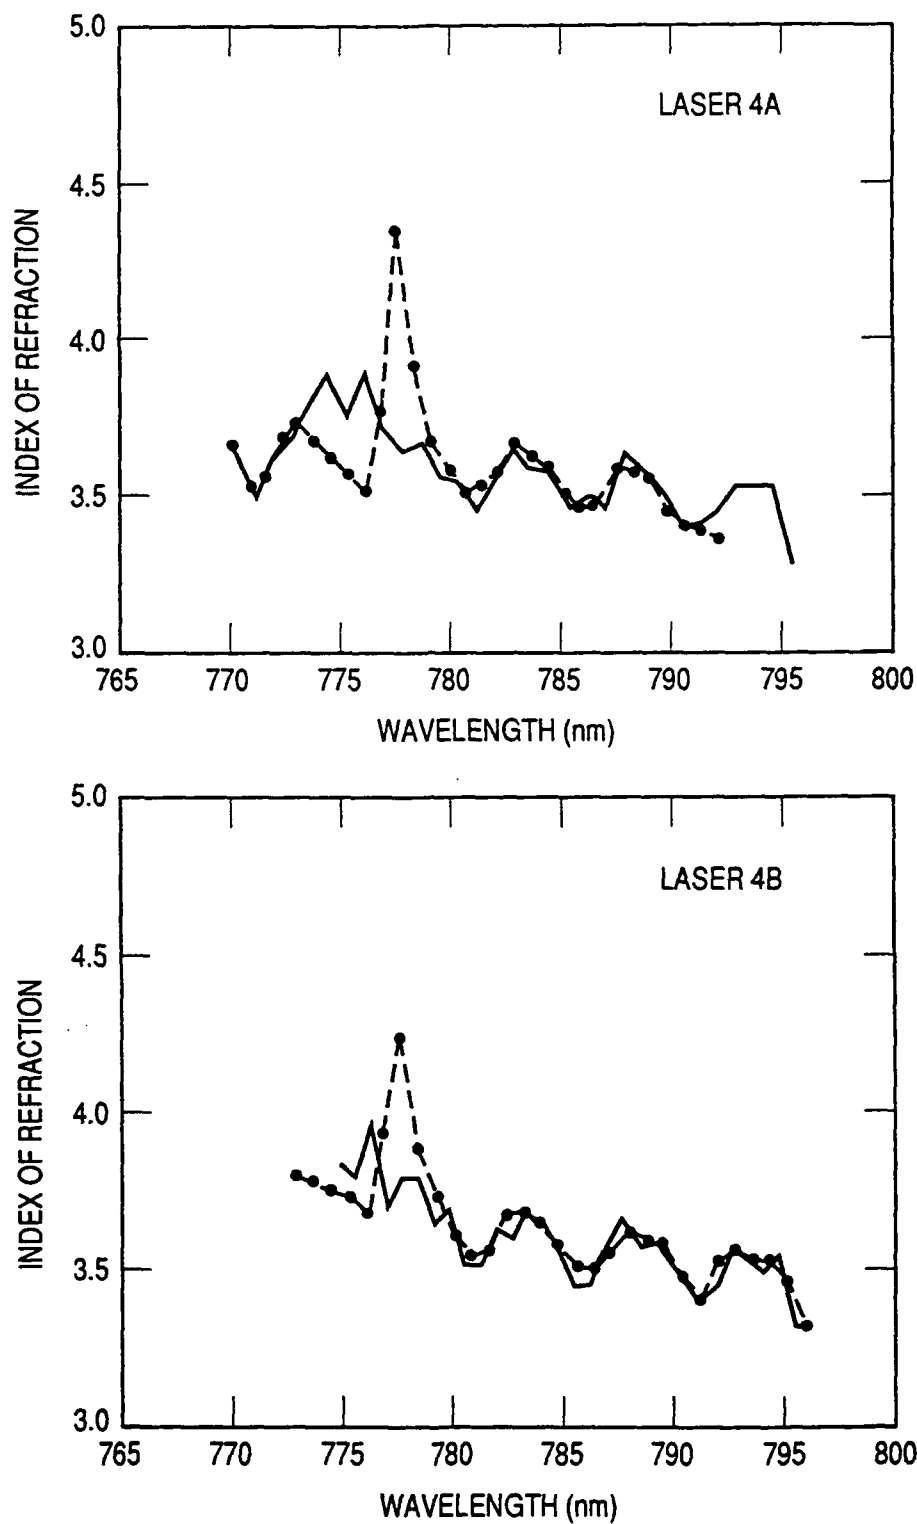 5.0
LASER 4A
4.5
4.0
3.5
3.0
INDEX OF REFRACTION
765 770 775 780 785 790 795 800
WAVELENGTH (nm)
5.0
LASER 4B
4.5
4.0
3.5
3.0
INDEX OF REFRACTION
765 770 775 780 785 790 795 800
WAVELENGTH (nm)